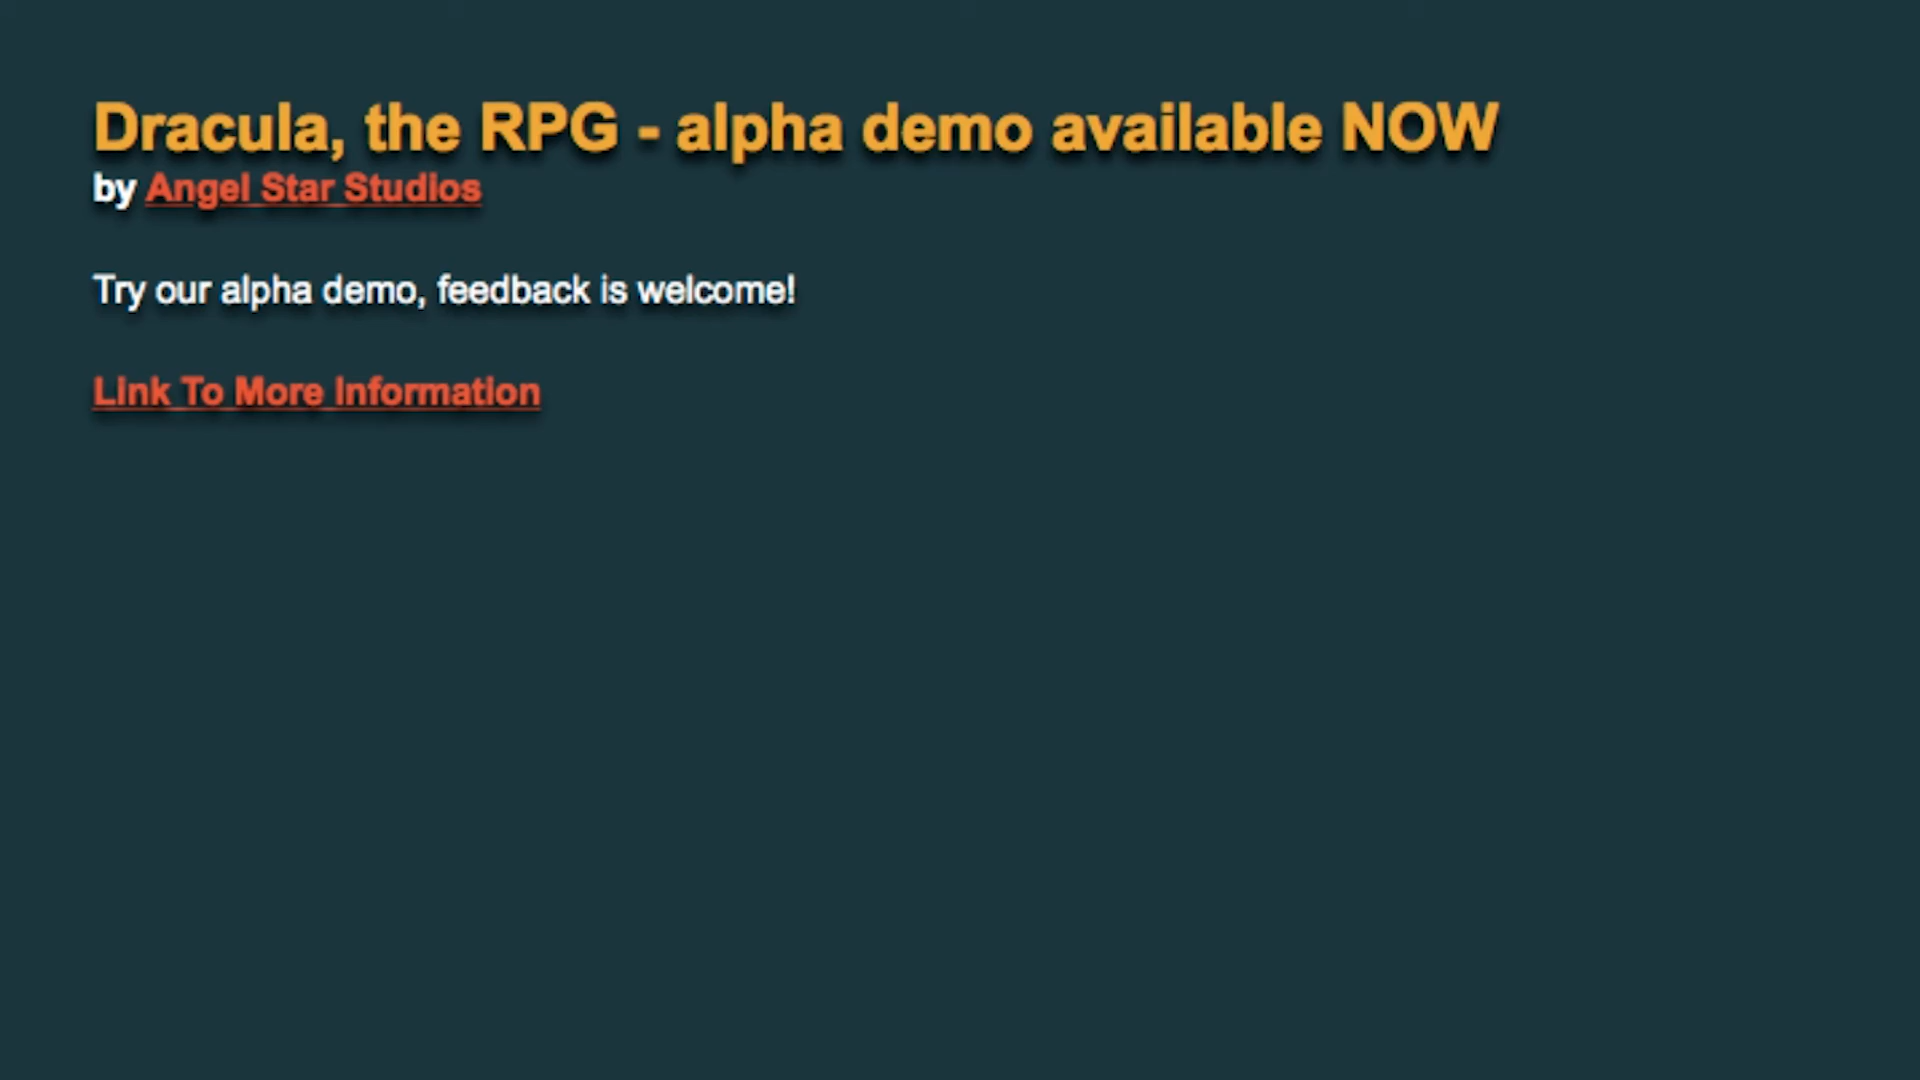 Dracula, the RPG - alpha demo available NOW
by Angel Star Studios
Try our alpha demo, feedback is welcome!
Link To More Information